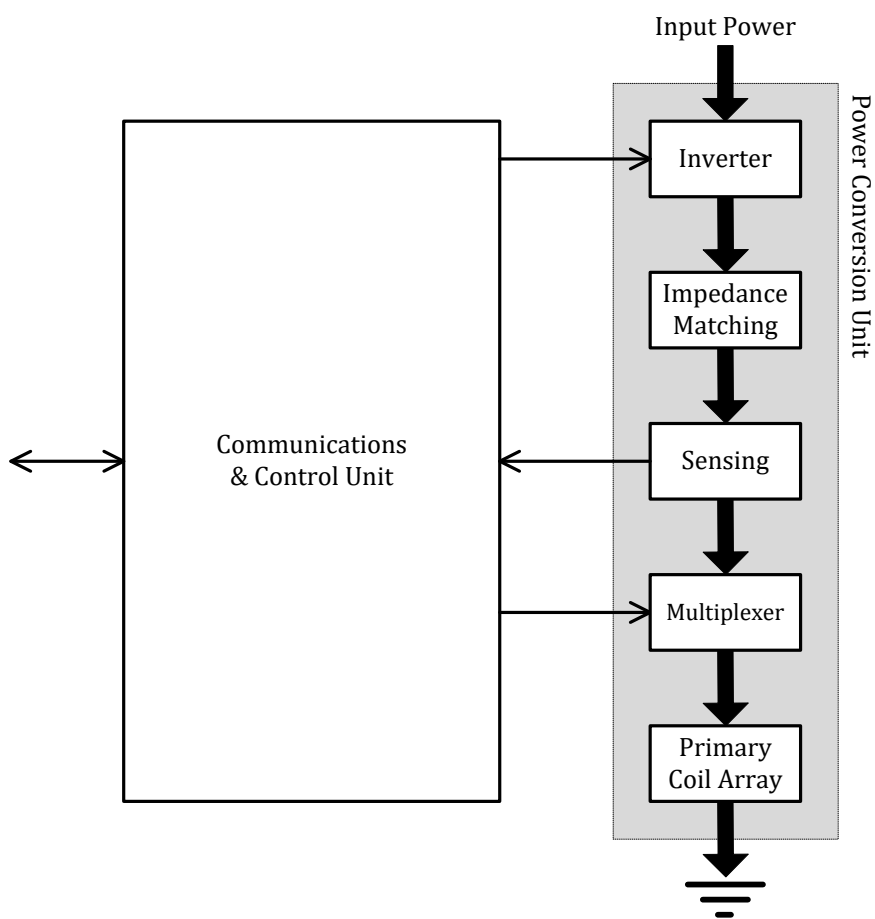 Input Power
Power Conversion Unit
Inverter
Impedance
Matching
Communications
& Control Unit
Sensing
Multiplexer
Primary
Coil Array